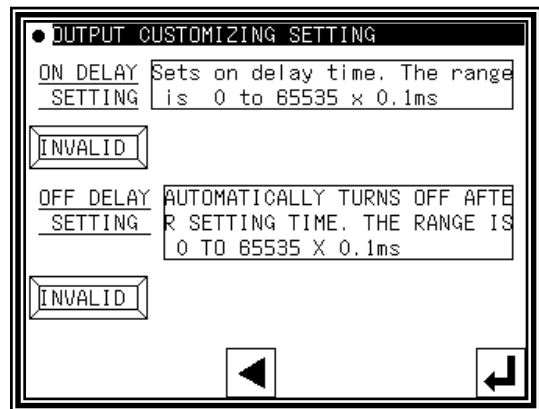 ● OUTPUT CUSTOMIZING SETTING
ON DELAY
SETTING
Sets on delay time. The range
is 0 to 65535 x 0.1ms
INVALID
OFF DELAY
SETTING
AUTOMATICALLY TURNS OFF AFTE
R SETTING TIME. THE RANGE IS
0 TO 65535 X 0.1ms
INVALID